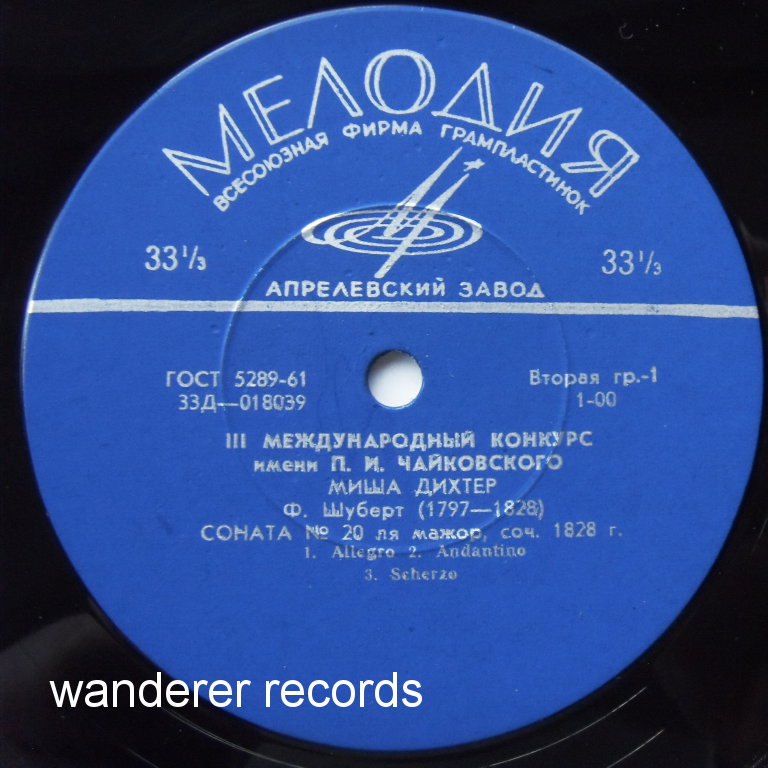 МЕЛОДИЯ
ВСЕСОЮЗНАЯ ФИРМА ГРАМПЛАСТИНОК
33⅓ 33⅓
АПРЕЛЕВСКИЙ ЗАВОД
ГОСТ 5289-61 Вторая гр.-1
33Д—018039 1-00
III МЕЖДУНАРОДНЫЙ КОНКУРС
имени П. И. ЧАЙКОВСКОГО
МИША ДИХТЕР
Ф. Шуберт (1797—1828)
СОНАТА № 20 ля мажор, соч. 1828 г.
1. Allegro 2. Andantino
3. Scherzo
wanderer records